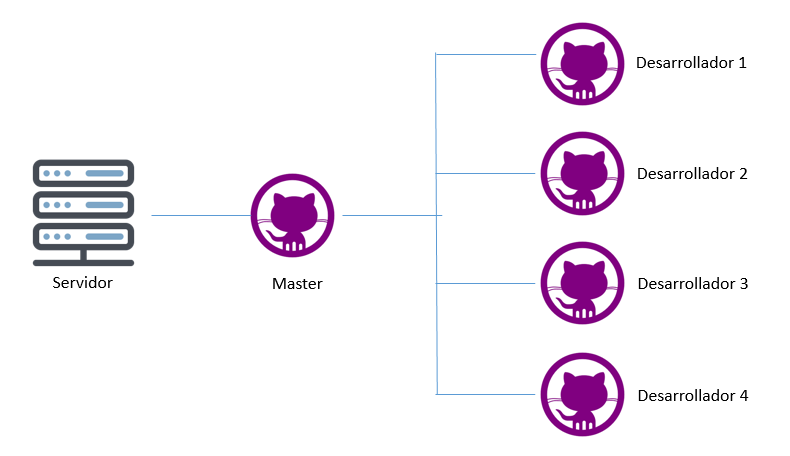 Desarrollador 1
Desarrollador 2
Servidor
Master
Desarrollador 3
Desarrollador 4